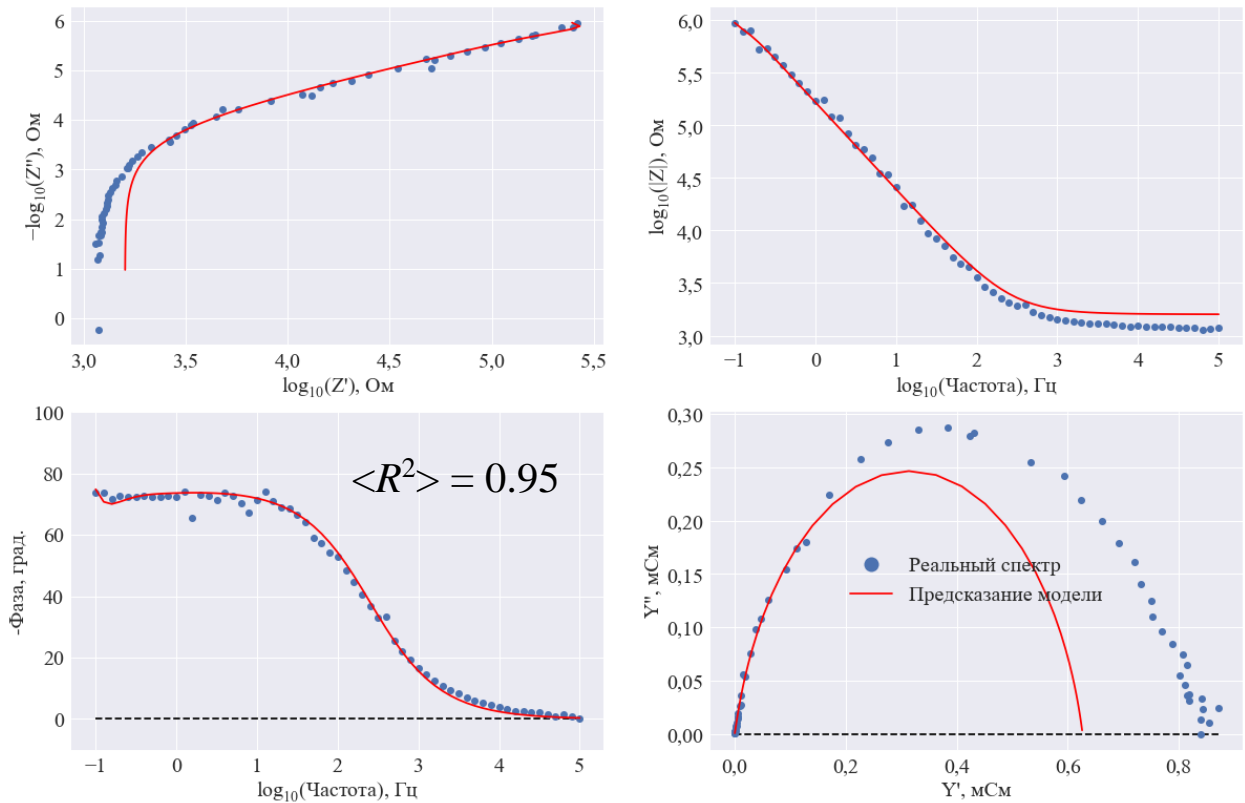 6
5
4
3
2
1
0
−log10(Z''), Ом
3,0 3,5 4,0 4,5 5,0 5,5
log10(Z'), Ом
6,0
5,5
5,0
4,5
4,0
3,5
3,0
log10(|Z|), Ом
−1 0 1 2 3 4 5
log10(Частота), Гц
100
80
60
40
20
0
-Фаза, град.
<R²> = 0.95
−1 0 1 2 3 4 5
log10(Частота), Гц
0,30
0,25
0,20
0,15
0,10
0,05
0,00
Y'', мСм
Реальный спектр
Предсказание модели
0,0 0,2 0,4 0,6 0,8
Y', мСм